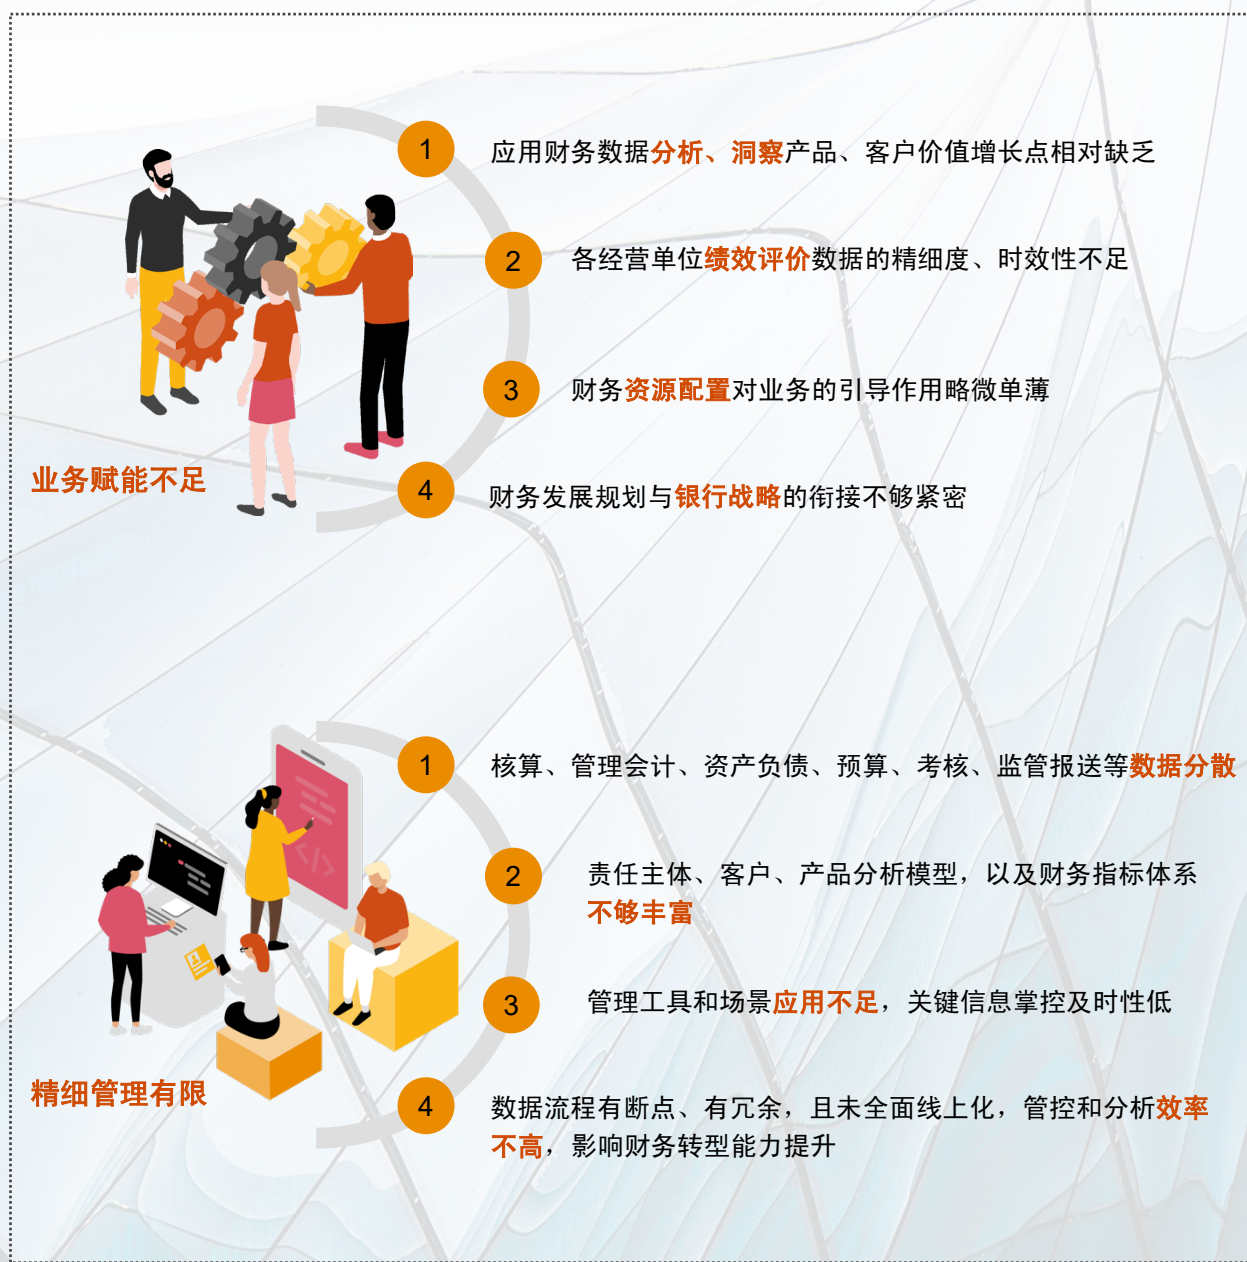 1
应用财务数据分析、洞察产品、客户价值增长点相对缺乏
2
各经营单位绩效评价数据的精细度、时效性不足
3
财务资源配置对业务的引导作用略微单薄
业务赋能不足
4
财务发展规划与银行战略的衔接不够紧密
1
核算、管理会计、资产负债、预算、考核、监管报送等数据分散
2
责任主体、客户、产品分析模型，以及财务指标体系
不够丰富
3
管理工具和场景应用不足，关键信息掌控及时性低
精细管理有限
4
数据流程有断点、有冗余，且未全面线上化，管控和分析效率
不高，影响财务转型能力提升